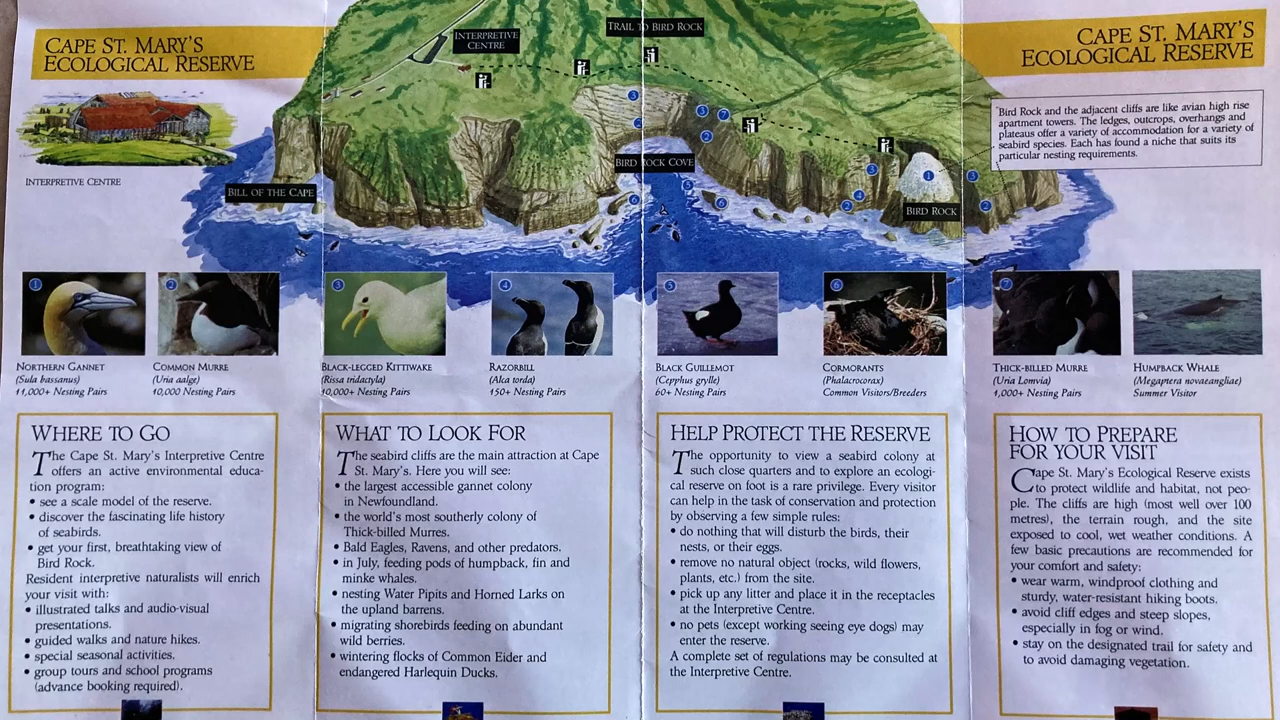 CAPE ST. MARY'S
ECOLOGICAL RESERVE
INTERPRETIVE CENTRE
INTERPRETIVE
CENTRE
TRAIL TO BIRD ROCK
BILL OF THE CAPE
BIRD ROCK COVE
BIRD ROCK
3
3
7
2
5
6
6
3
4
2
1
3
2
CAPE ST. MARY'S
ECOLOGICAL RESERVE
Bird Rock and the adjacent cliffs are like avian high rise
apartment towers. The ledges, outcrops, overhangs and
plateaus offer a variety of accommodation for a variety of
seabird species. Each has found a niche that suits its
particular nesting requirements.
1
NORTHERN GANNET
(Sula bassanus)
11,000+ Nesting Pairs
2
COMMON MURRE
(Uria aalge)
10,000 Nesting Pairs
3
BLACK-LEGGED KITTIWAKE
(Rissa tridactyla)
10,000+ Nesting Pairs
4
RAZORBILL
(Alca torda)
150+ Nesting Pairs
5
BLACK GUILLEMOT
(Cepphus grylle)
60+ Nesting Pairs
6
CORMORANTS
(Phalacrocorax)
Common Visitors/Breeders
7
THICK-BILLED MURRE
(Uria Lomvia)
1,000+ Nesting Pairs
HUMPBACK WHALE
(Megaptera novaeangliae)
Summer Visitor
WHERE TO GO
The Cape St. Mary's Interpretive Centre
offers an active environmental educa-
tion program:
• see a scale model of the reserve.
• discover the fascinating life history
of seabirds.
• get your first, breathtaking view of
Bird Rock.
Resident interpretive naturalists will enrich
your visit with:
• illustrated talks and audio-visual
presentations.
• guided walks and nature hikes.
• special seasonal activities.
• group tours and school programs
(advance booking required).
WHAT TO LOOK FOR
The seabird cliffs are the main attraction at Cape
St. Mary's. Here you will see:
• the largest accessible gannet colony
in Newfoundland.
• the world's most southerly colony of
Thick-billed Murres.
• Bald Eagles, Ravens, and other predators.
• in July, feeding pods of humpback, fin and
minke whales.
• nesting Water Pipits and Horned Larks on
the upland barrens.
• migrating shorebirds feeding on abundant
wild berries.
• wintering flocks of Common Eider and
endangered Harlequin Ducks.
HELP PROTECT THE RESERVE
The opportunity to view a seabird colony at
such close quarters and to explore an ecologi-
cal reserve on foot is a rare privilege. Every visitor
can help in the task of conservation and protection
by observing a few simple rules:
• do nothing that will disturb the birds, their
nests, or their eggs.
• remove no natural object (rocks, wild flowers,
plants, etc.) from the site.
• pick up any litter and place it in the receptacles
at the Interpretive Centre.
• no pets (except working seeing eye dogs) may
enter the reserve.
A complete set of regulations may be consulted at
the Interpretive Centre.
HOW TO PREPARE
FOR YOUR VISIT
Cape St. Mary's Ecological Reserve exists
to protect wildlife and habitat, not peo-
ple. The cliffs are high (most well over 100
metres), the terrain rough, and the site
exposed to cool, wet weather conditions. A
few basic precautions are recommended for
your comfort and safety:
• wear warm, windproof clothing and
sturdy, water-resistant hiking boots.
• avoid cliff edges and steep slopes,
especially in fog or wind.
• stay on the designated trail for safety and
to avoid damaging vegetation.